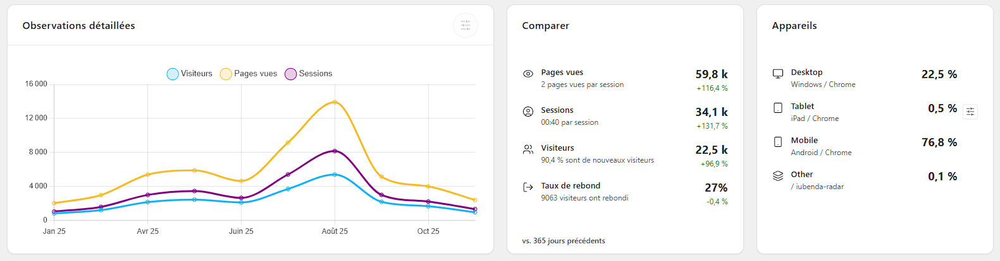 Observations détaillées
Visiteurs
Pages vues
Sessions
16 000
12 000
8 000
4 000
0
Jan 25
Avr 25
Juin 25
Août 25
Oct 25
Comparer
Pages vues
59,8 k
2 pages vues par session
+116,4 %
Sessions
34,1 k
00:40 par session
+131,7 %
Visiteurs
22,5 k
90,4 % sont de nouveaux visiteurs
+96,9 %
Taux de rebond
27%
9063 visiteurs ont rebondi
-0,4 %
vs. 365 jours précédents
Appareils
Desktop
22,5 %
Windows / Chrome
Tablet
0,5 %
iPad / Chrome
Mobile
76,8 %
Android / Chrome
Other
0,1 %
/ iubenda-radar